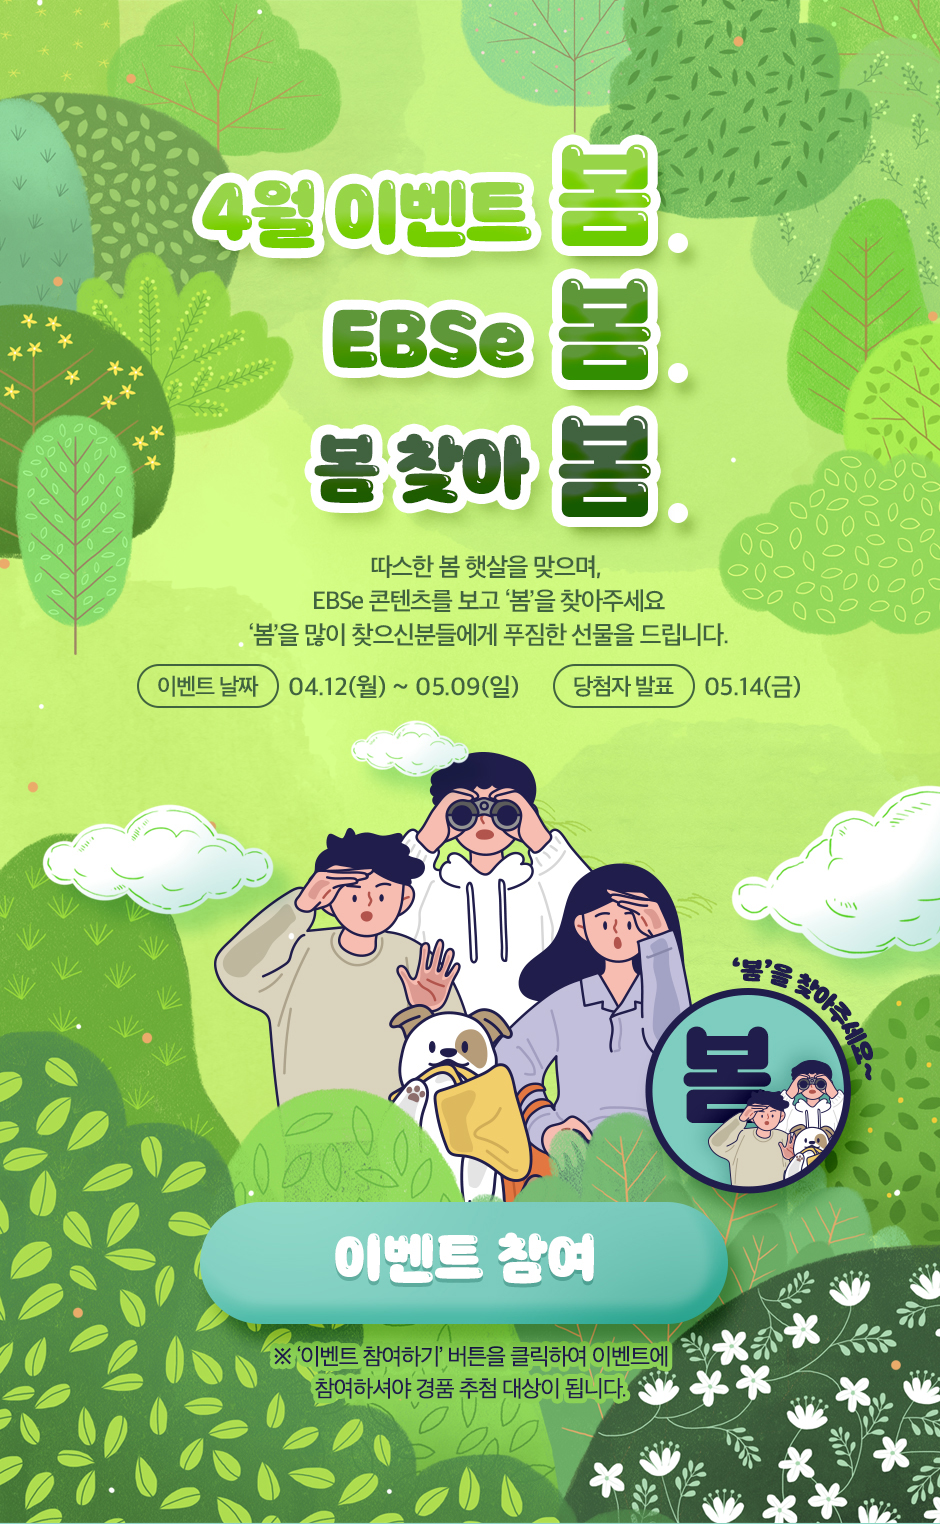 4월 이벤트 봄.
EBSe 봄.
봄 찾아 봄.
따스한 봄 햇살을 맞으며,
EBSe 콘텐츠를 보고 ‘봄’을 찾아주세요
‘봄’을 많이 찾으신분들에게 푸짐한 선물을 드립니다.
이벤트 날짜 04.12(월) ~ 05.09(일) 당첨자 발표 05.14(금)
‘봄’을 찾아주세요~
봄
이벤트 참여
※ ‘이벤트 참여하기’ 버튼을 클릭하여 이벤트에
참여하셔야 경품 추첨 대상이 됩니다.